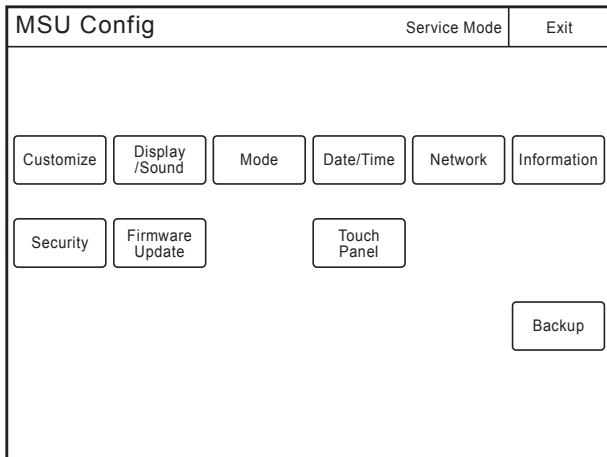 MSU Config
Service Mode
Exit
Customize
Display
/Sound
Mode
Date/Time
Network
Information
Security
Firmware
Update
Touch
Panel
Backup